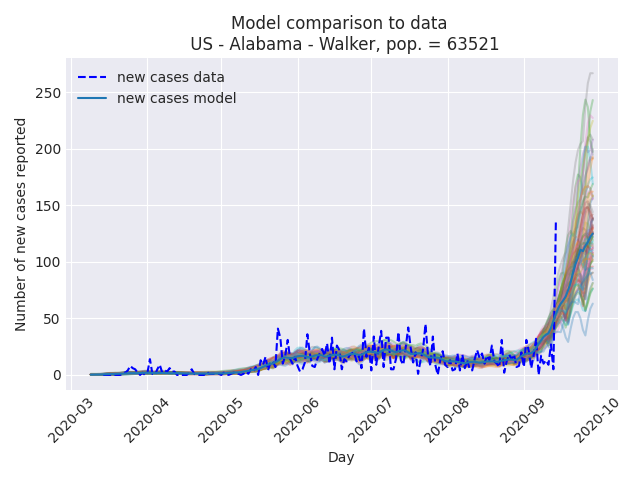 Model comparison to data
US - Alabama - Walker, pop. = 63521
new cases data
new cases model
Number of new cases reported
250
200
150
100
50
0
2020-03
2020-04
2020-05
2020-06
2020-07
2020-08
2020-09
2020-10
Day